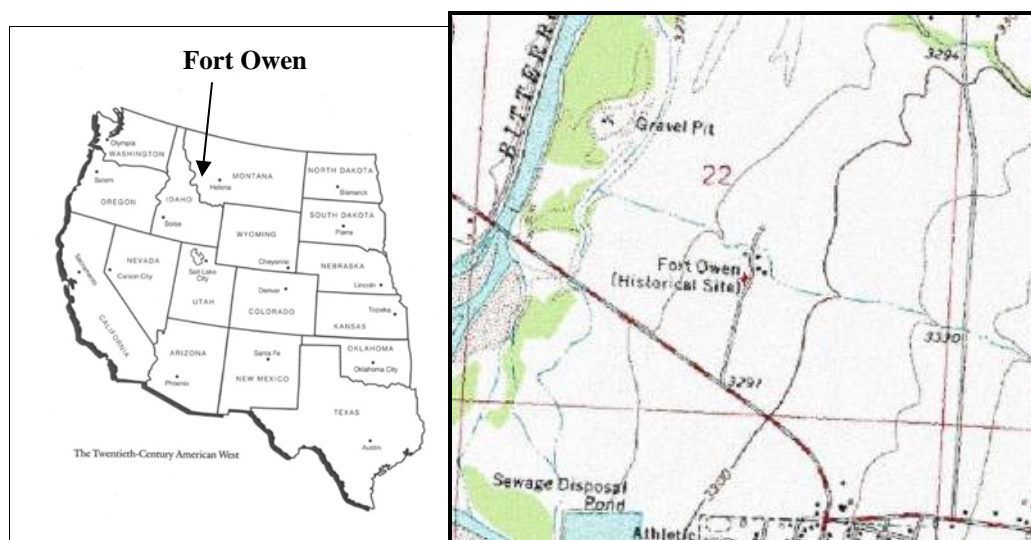 Fort Owen
Olympia
WASHINGTON
Salem
OREGON
IDAHO
Boise
MONTANA
Helena
NORTH DAKOTA
Bismarck
SOUTH DAKOTA
Pierre
WYOMING
Cheyenne
NEBRASKA
Lincoln
NEVADA
Carson City
Sacramento
CALIFORNIA
Salt Lake
City
UTAH
Denver
COLORADO
Topeka
KANSAS
ARIZONA
Phoenix
Santa Fe
NEW MEXICO
OKLAHOMA
Oklahoma City
TEXAS
Austin
The Twentieth-Century American West
BITTERR
Gravel Pit
22
3294
Fort Owen
(Historical Site)
3297
3300
Sewage Disposal
Pond
Athletic